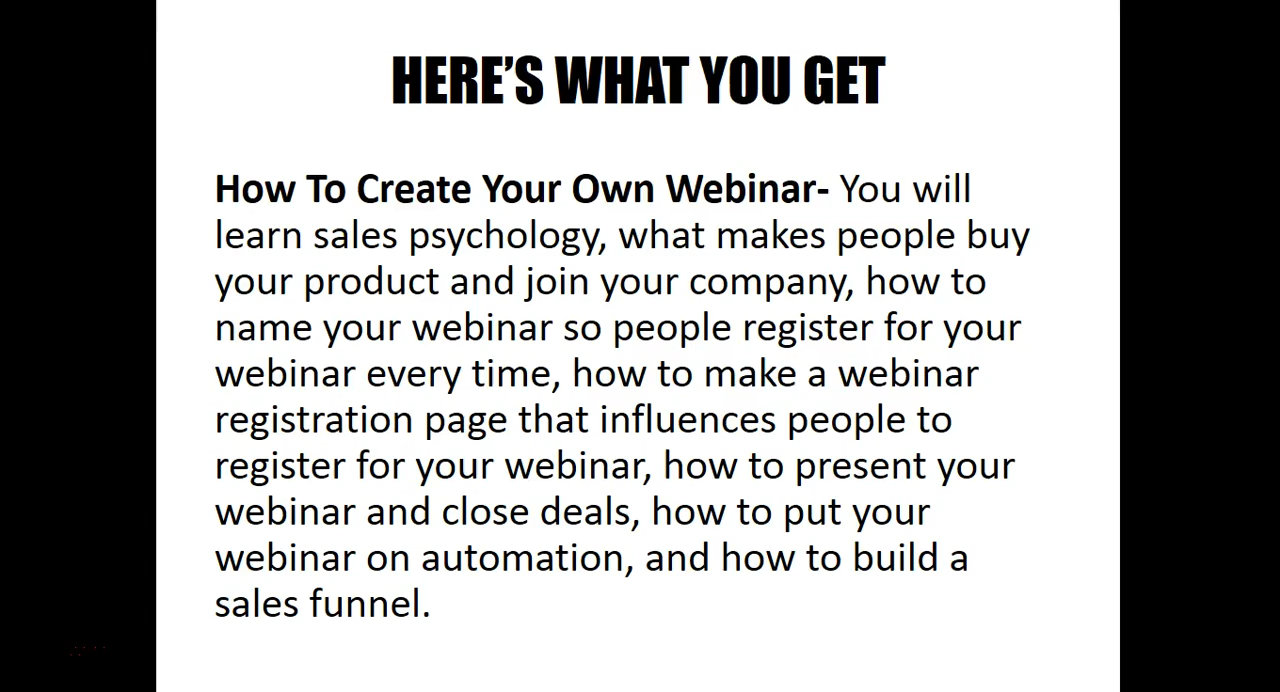 HERE’S WHAT YOU GET
How To Create Your Own Webinar- You will
learn sales psychology, what makes people buy
your product and join your company, how to
name your webinar so people register for your
webinar every time, how to make a webinar
registration page that influences people to
register for your webinar, how to present your
webinar and close deals, how to put your
webinar on automation, and how to build a
sales funnel.